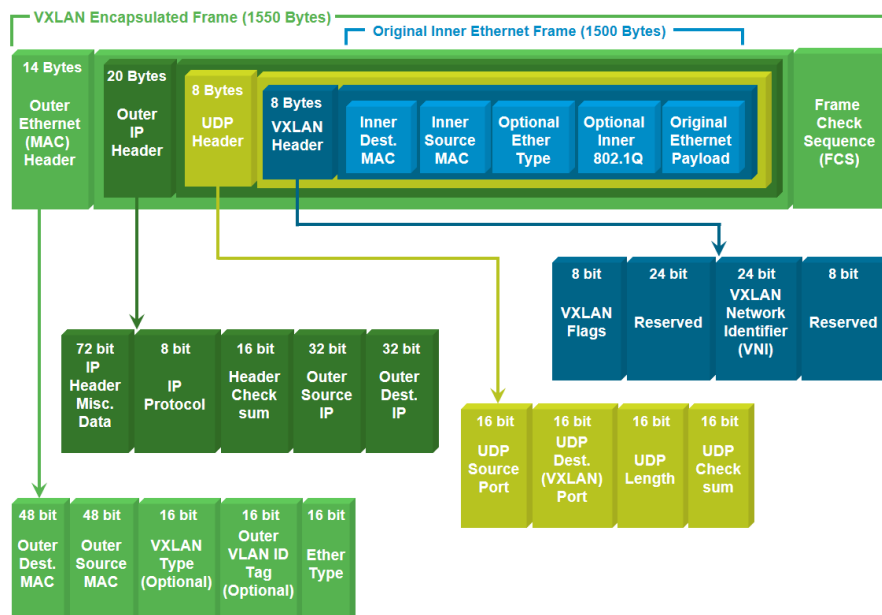 VXLAN Encapsulated Frame (1550 Bytes)
Original Inner Ethernet Frame (1500 Bytes)
14 Bytes
Outer
Ethernet
(MAC)
Header
20 Bytes
Outer
IP
Header
8 Bytes
UDP
Header
8 Bytes
VXLAN
Header
Inner
Dest.
MAC
Inner
Source
MAC
Optional
Ether
Type
Optional
Inner
802.1Q
Original
Ethernet
Payload
Frame
Check
Sequence
(FCS)
8 bit
VXLAN
Flags
24 bit
Reserved
24 bit
VXLAN
Network
Identifier
(VNI)
8 bit
Reserved
72 bit
IP
Header
Misc.
Data
8 bit
IP
Protocol
16 bit
Header
Check
sum
32 bit
Outer
Source
IP
32 bit
Outer
Dest. IP
16 bit
UDP
Source
Port
16 bit
UDP
Dest.
(VXLAN)
Port
16 bit
UDP
Length
16 bit
UDP
Check
sum
48 bit
Outer
Dest.
MAC
48 bit
Outer
Source
MAC
16 bit
VXLAN
Type
(Optional)
16 bit
Outer
VLAN ID
Tag
(Optional)
16 bit
Ether
Type